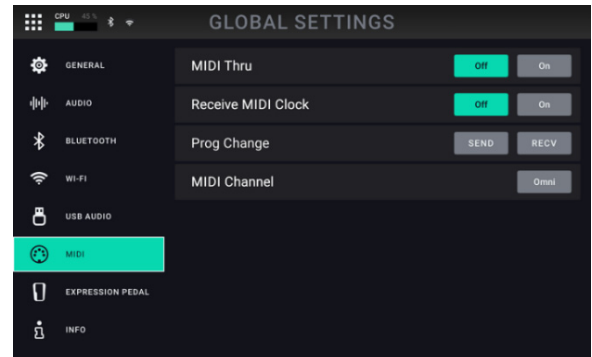 CPU 45 % GLOBAL SETTINGS
GENERAL
MIDI Thru Off On
AUDIO
Receive MIDI Clock Off On
BLUETOOTH
Prog Change SEND RECV
WI-FI
MIDI Channel Omni
USB AUDIO
MIDI
EXPRESSION PEDAL
INFO